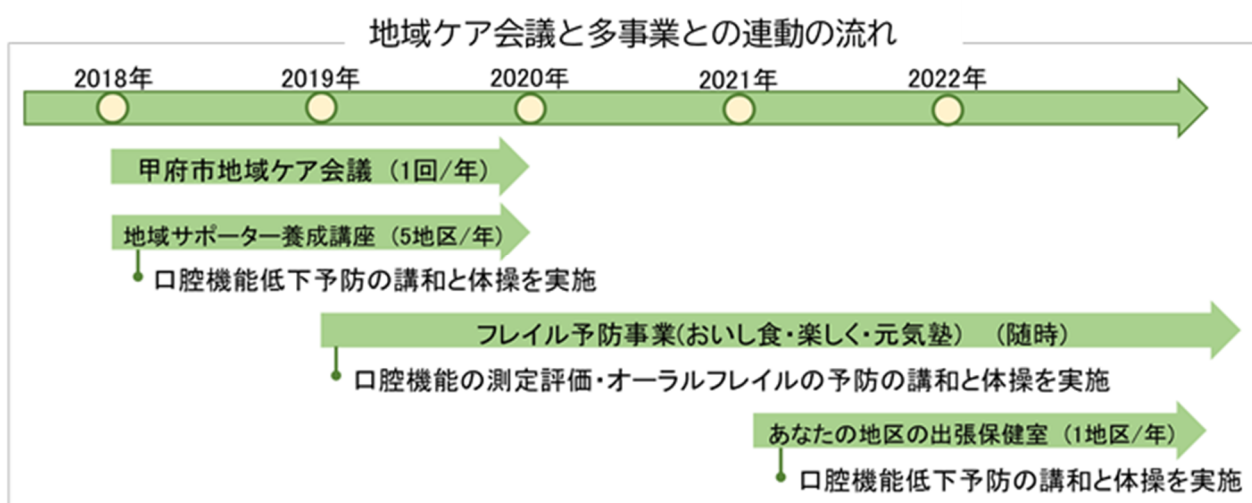 地域ケア会議と多事業との連動の流れ
2018年 2019年 2020年 2021年 2022年
甲府市地域ケア会議 (1回/年)
地域サポーター養成講座 (5地区/年)
口腔機能低下予防の講和と体操を実施
フレイル予防事業(おいし食・楽しく・元気塾) (随時)
口腔機能の測定評価・オーラルフレイルの予防の講和と体操を実施
あなたの地区の出張保健室 (1地区/年)
口腔機能低下予防の講和と体操を実施